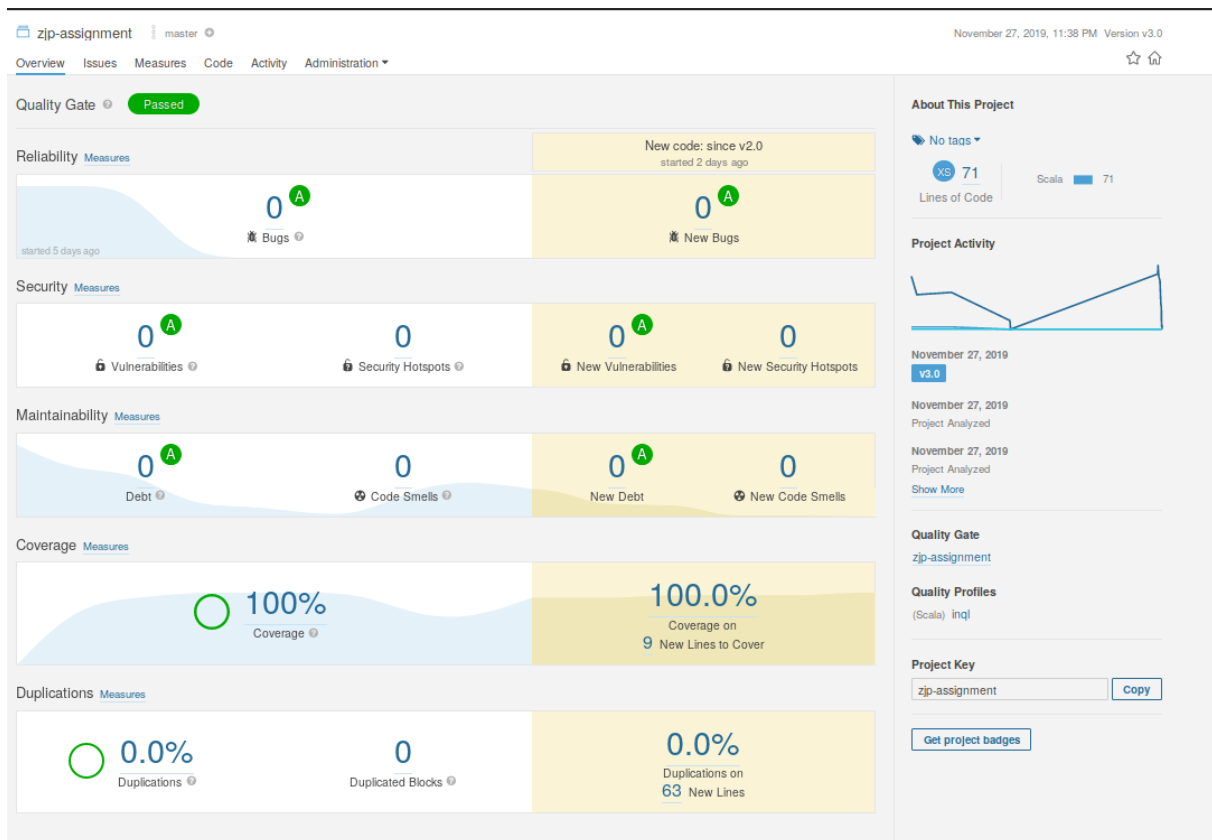 zjp-assignment master
November 27, 2019, 11:38 PM Version v3.0
Overview Issues Measures Code Activity Administration
Quality Gate Passed
Reliability Measures
New code: since v2.0
started 2 days ago
0 A
Bugs
started 5 days ago
0 A
New Bugs
Security Measures
0 A
Vulnerabilities
0
Security Hotspots
0 A
New Vulnerabilities
0
New Security Hotspots
Maintainability Measures
0 A
Debt
0
Code Smells
0 A
New Debt
0
New Code Smells
Coverage Measures
100%
Coverage
100.0%
Coverage on
9 New Lines to Cover
Duplications Measures
0.0%
Duplications
0
Duplicated Blocks
0.0%
Duplications on
63 New Lines
About This Project
No tags
XS 71
Lines of Code
Scala 71
Project Activity
November 27, 2019
v3.0
November 27, 2019
Project Analyzed
November 27, 2019
Project Analyzed
Show More
Quality Gate
zjp-assignment
Quality Profiles
(Scala) inql
Project Key
zjp-assignment Copy
Get project badges